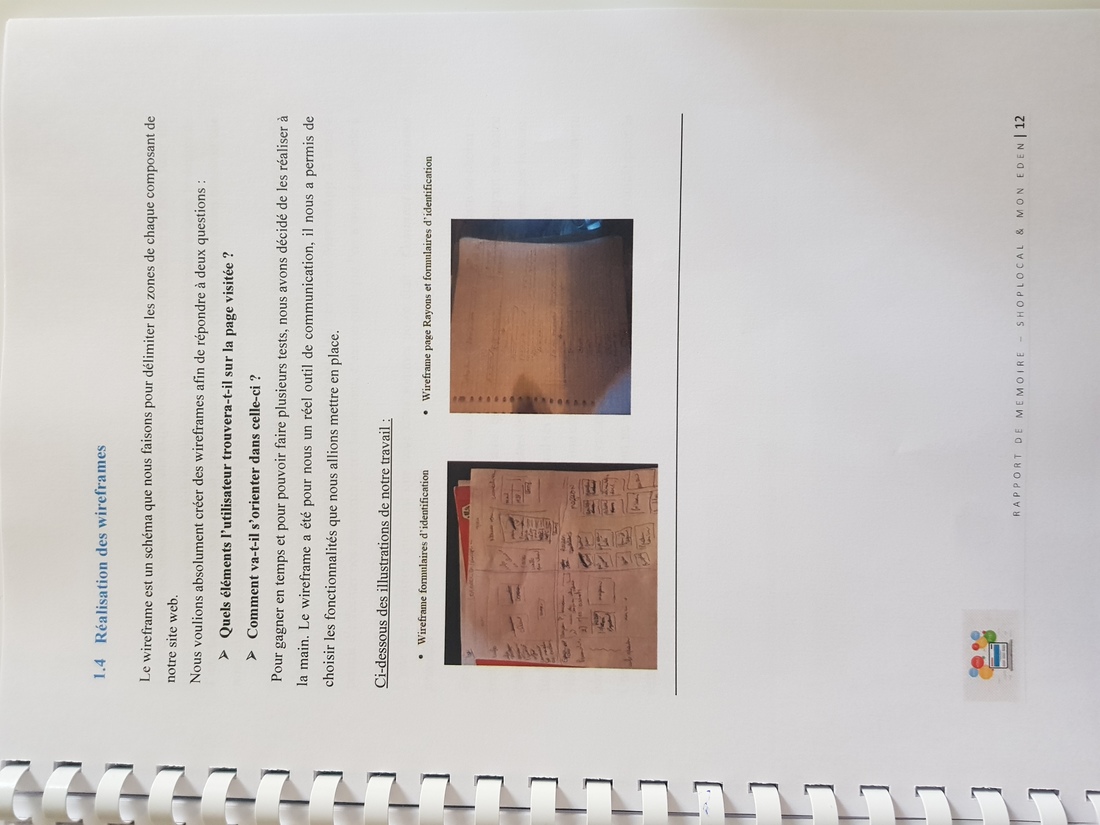 1.4 Réalisation des wireframes
Le wireframe est un schéma que nous faisons pour délimiter les zones de chaque composant de
notre site web.
Nous voulions absolument créer des wireframes afin de répondre à deux questions :
➢ Quels éléments l'utilisateur trouvera-t-il sur la page visitée ?
➢ Comment va-t-il s'orienter dans celle-ci ?
Pour gagner en temps et pour pouvoir faire plusieurs tests, nous avons décidé de les réaliser à
la main. Le wireframe a été pour nous un réel outil de communication, il nous a permis de
choisir les fonctionnalités que nous allions mettre en place.
Ci-dessous des illustrations de notre travail :
• Wireframe formulaires d'identification
• Wireframe page Rayons et formulaires d'identification
RAPPORT DE MEMOIRE – SHOPLOCAL & MON EDEN | 12